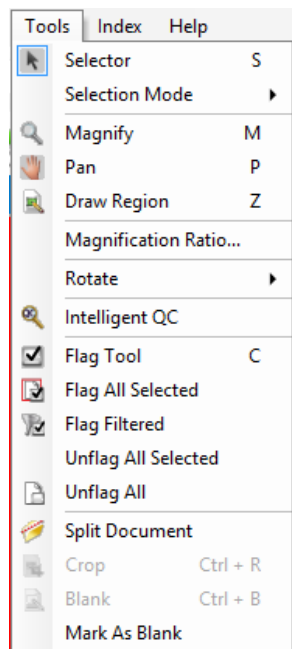 Tools Index Help
Selector S
Selection Mode
Magnify M
Pan P
Draw Region Z
Magnification Ratio...
Rotate
Intelligent QC
Flag Tool C
Flag All Selected
Flag Filtered
Unflag All Selected
Unflag All
Split Document
Crop Ctrl + R
Blank Ctrl + B
Mark As Blank